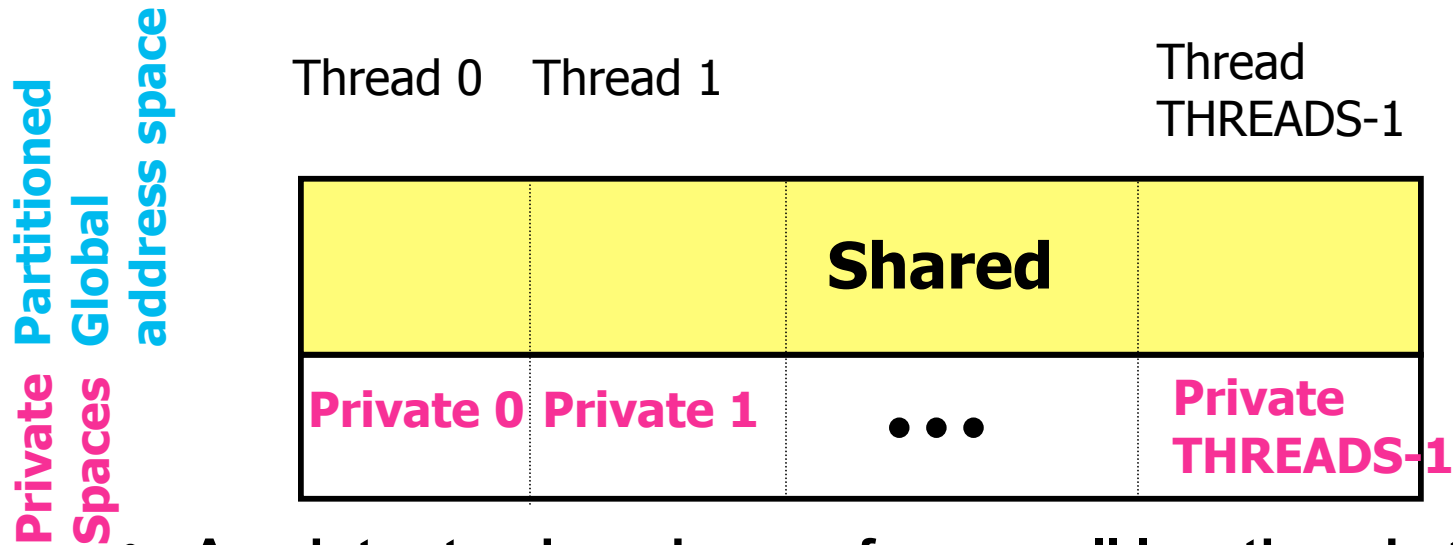 Partitioned
Global
address space
Private
Spaces
Thread 0
Thread 1
Thread
THREADS-1
Shared
Private 0
Private 1
•••
Private
THREADS-1